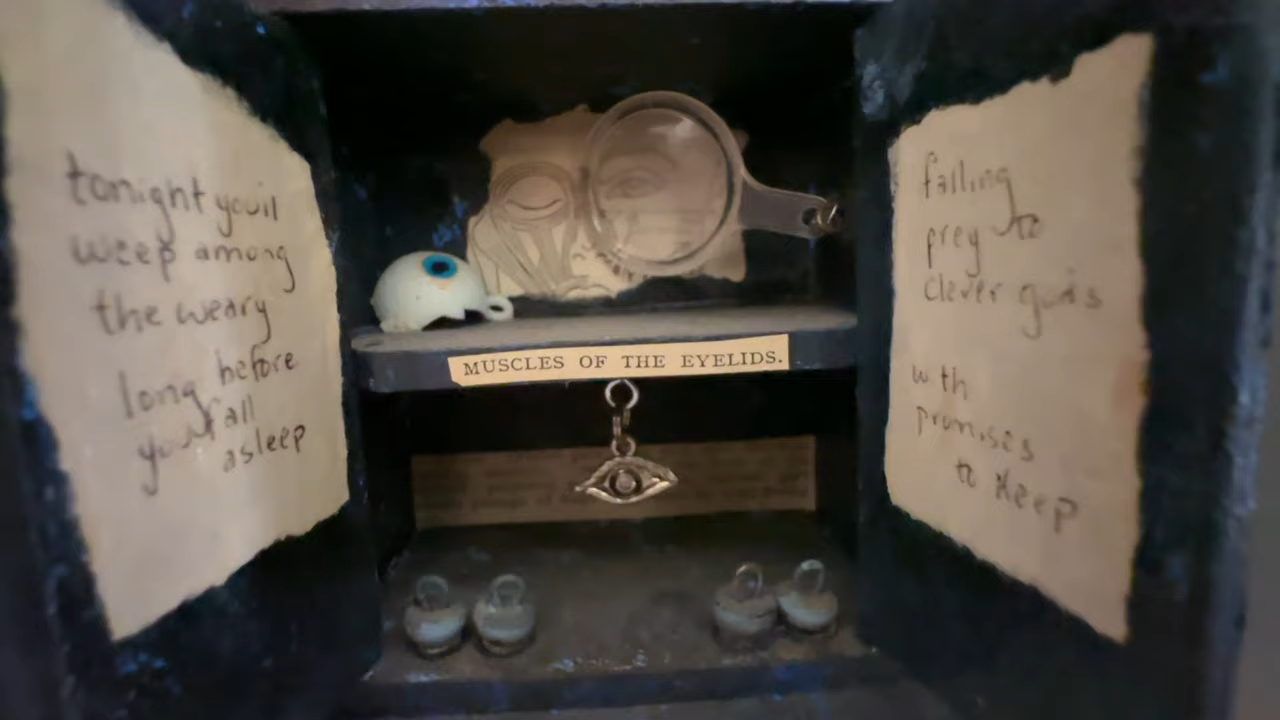 tonight you'll
weep among
the weary
long before
you fall
asleep
MUSCLES OF THE EYELIDS.
falling
prey to
clever
with
promises
to keep